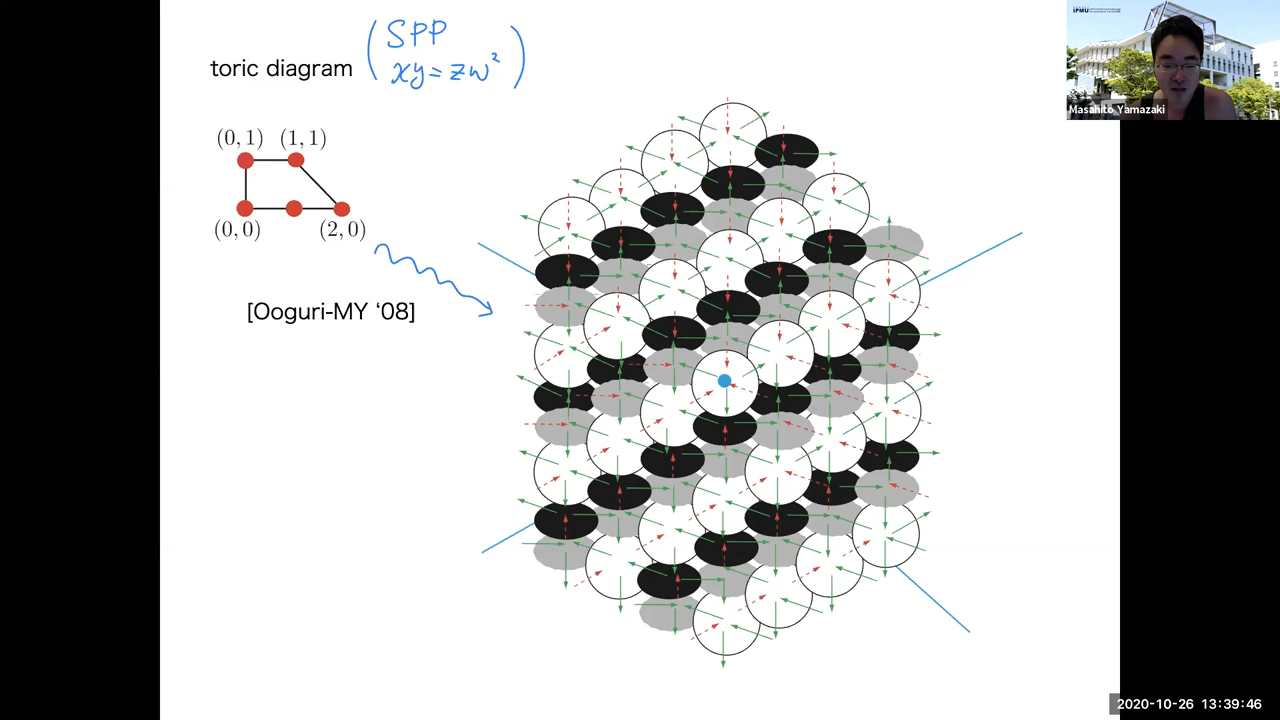 SPP
toric diagram ( xy = zw² )
(0, 1) (1, 1)
(0, 0) (2, 0)
[Ooguri-MY ‘08]
IPMU
Masahito Yamazaki
2020-10-26 13:39:46